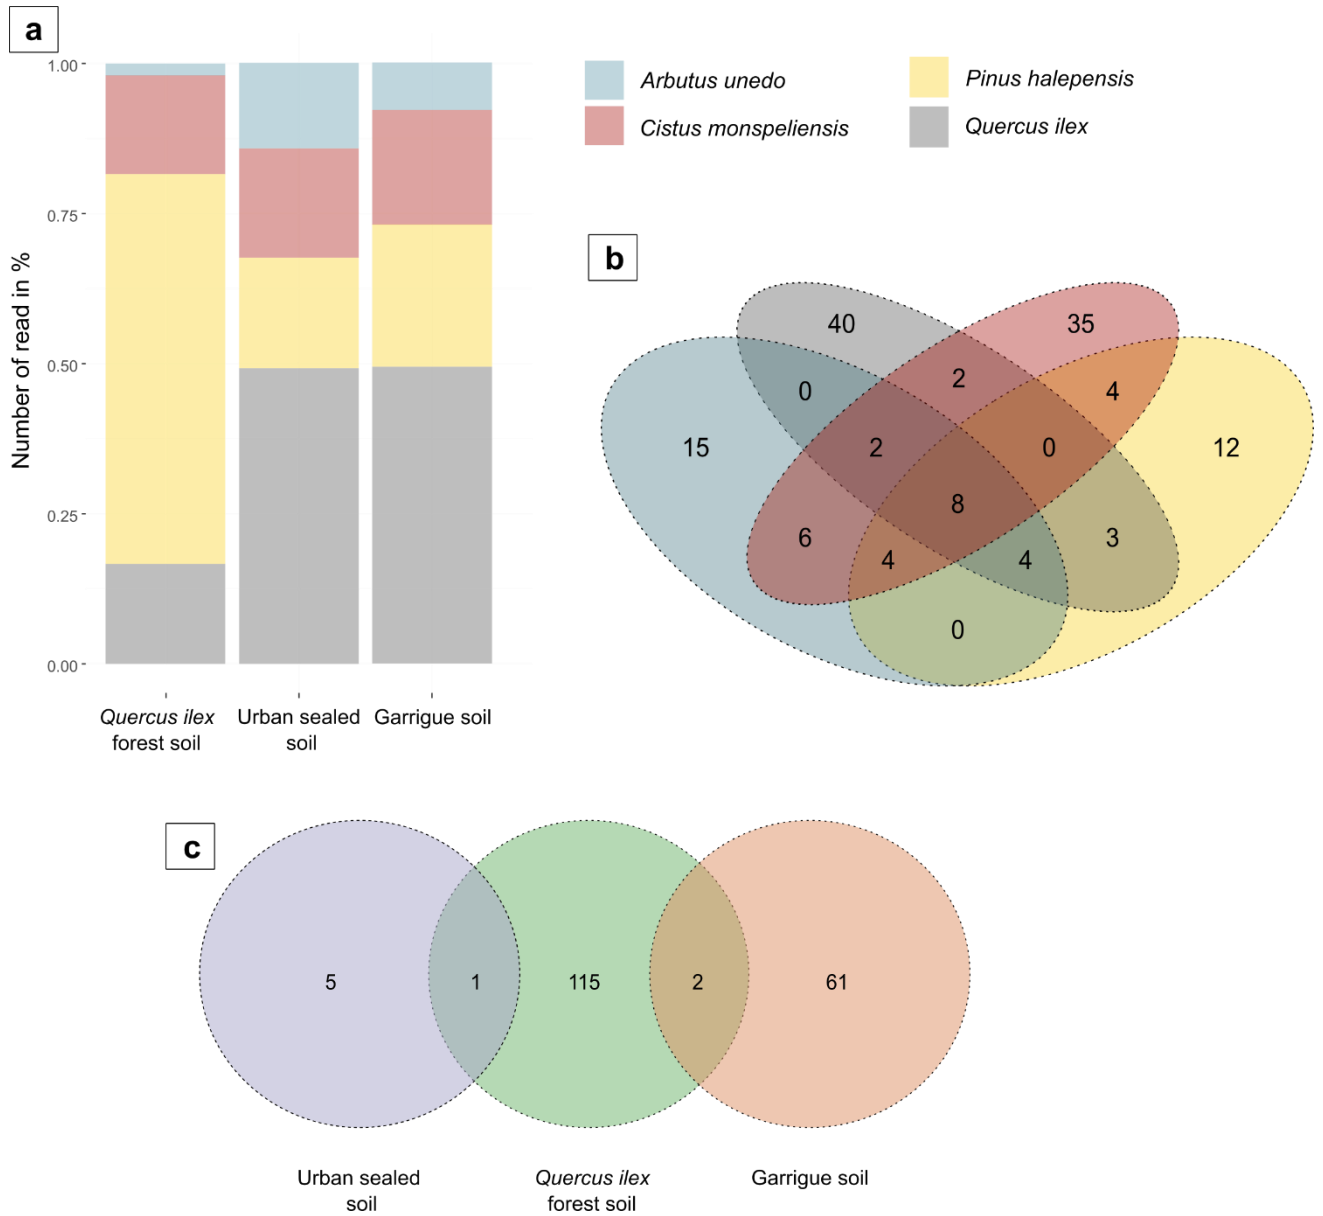 a
1.00
0.75
0.50
0.25
0.00
Number of read in %
Quercus ilex
forest soil
Urban sealed
soil
Garrigue soil
Arbutus unedo
Cistus monspeliensis
Pinus halepensis
Quercus ilex
b
40
35
0
2
4
15
2
0
12
8
6
4
4
3
0
c
5
1
115
2
61
Urban sealed
soil
Quercus ilex
forest soil
Garrigue soil